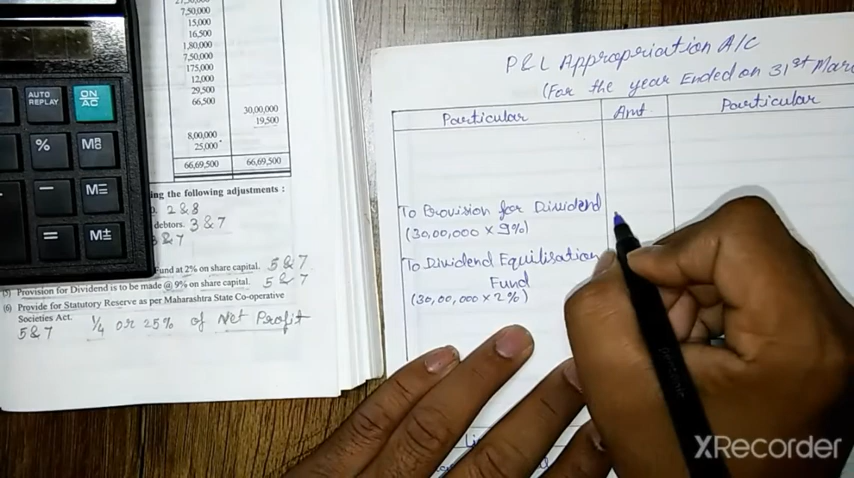 7,50,000
15,000
16,500
1,80,000
7,50,000
175,000
12,000
29,500
66,500
30,00,000
19,500
8,00,000
25,000
66,69,500 66,69,500
ing the following adjustments :
2 & 8
debtors. 3 & 7
& 7
Fund at 2% on share capital. 5 & 7
(5) Provision for Dividend is to be made @ 9% on share capital. 5 & 7
(6) Provide for Statutory Reserve as per Maharashtra State Co-operative
Societies Act. 1/4 or 25% of Net Profit
5 & 7
AUTO REPLAY
ON/AC
%
M
−
M=
=
M±
P&L Appropriation A/C
(For the year Ended on 31st Mar
Particular Amt Particular
To Provision for Dividend
(30,00,000 × 9%)
To Dividend Equilisation
Fund
(30,00,000 × 2%)
XRecorder